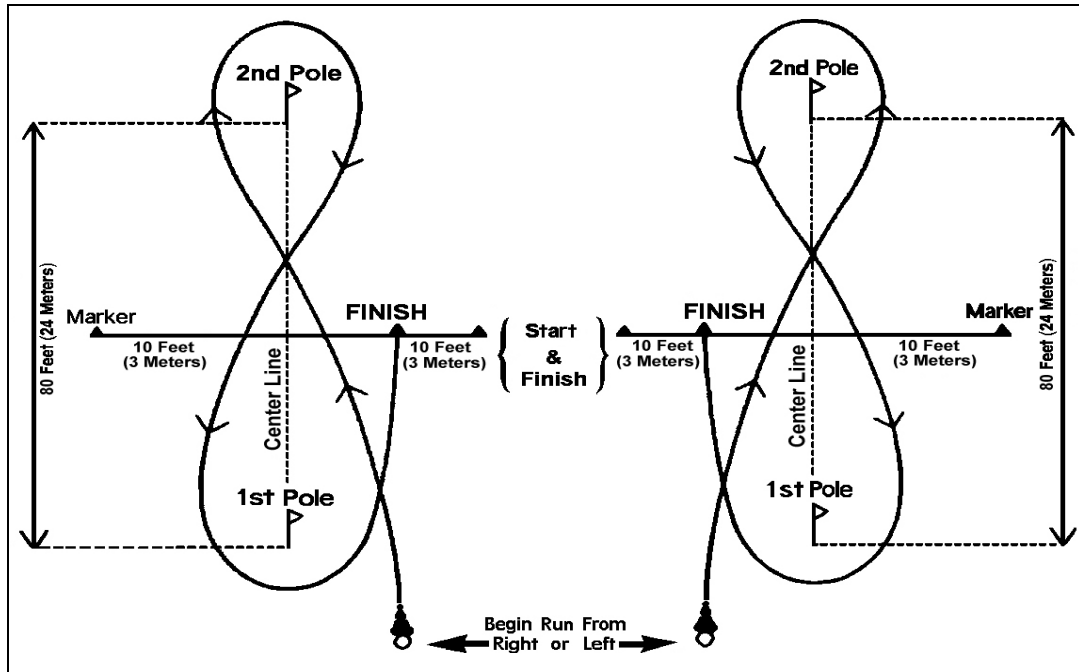 2nd Pole
2nd Pole
80 Feet (24 Meters)
Marker
FINISH
10 Feet
(3 Meters)
10 Feet
(3 Meters)
Center Line
1st Pole
{ Start
&
Finish }
FINISH
Marker
10 Feet
(3 Meters)
10 Feet
(3 Meters)
Center Line
1st Pole
80 Feet (24 Meters)
Begin Run From
Right or Left